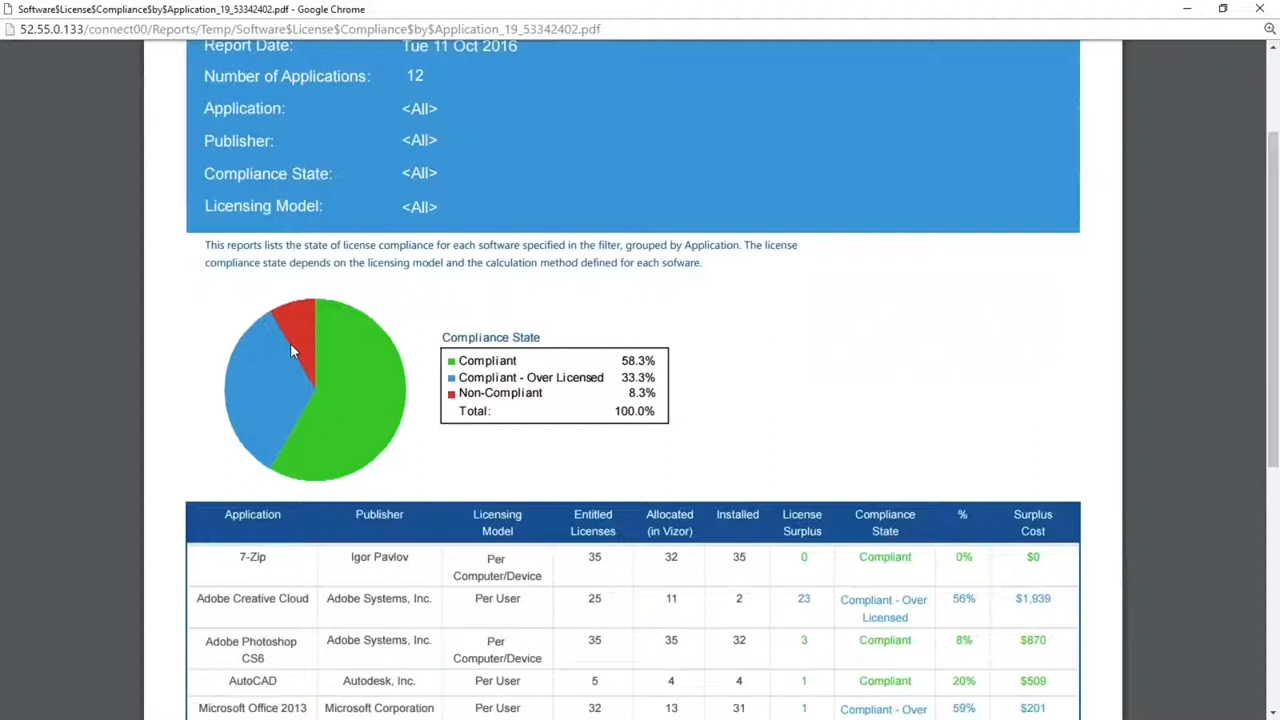 Software$License$Compliance$by$Application_19_53342402.pdf - Google Chrome
52.55.0.133/connect00/Reports/Temp/Software$License$Compliance$by$Application_19_53342402.pdf
Report Date: Tue 11 Oct 2016
Number of Applications: 12
Application: <All>
Publisher: <All>
Compliance State: <All>
Licensing Model: <All>
This reports lists the state of license compliance for each software specified in the filter, grouped by Application. The license
compliance state depends on the licensing model and the calculation method defined for each sofware.
Compliance State
Compliant 58.3%
Compliant - Over Licensed 33.3%
Non-Compliant 8.3%
Total: 100.0%
Application Publisher Licensing Entitled Allocated Installed License Compliance % Surplus
Model Licenses (in Vizor) Surplus State Cost
7-Zip Igor Pavlov Per 35 32 35 0 Compliant 0% $0
Computer/Device
Adobe Creative Cloud Adobe Systems, Inc. Per User 25 11 2 23 Compliant - Over 56% $1,939
Licensed
Adobe Photoshop Adobe Systems, Inc. Per 35 35 32 3 Compliant 8% $870
CS6 Computer/Device
AutoCAD Autodesk, Inc. Per User 5 4 4 1 Compliant 20% $509
Microsoft Office 2013 Microsoft Corporation Per User 32 13 31 1 Compliant - Over 59% $201